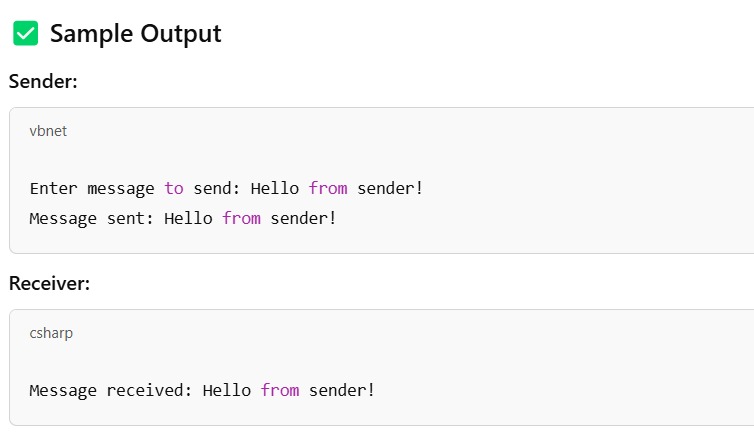 ✅ Sample Output
Sender:
vbnet
Enter message to send: Hello from sender!
Message sent: Hello from sender!
Receiver:
csharp
Message received: Hello from sender!